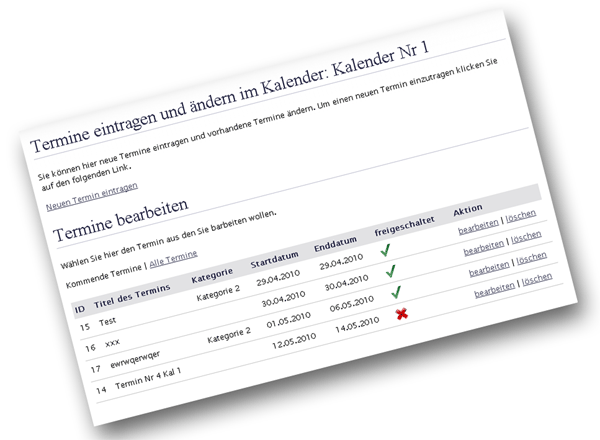 Termine eintragen und ändern im Kalender: Kalender Nr 1
Sie können hier neue Termine eintragen und vorhandene Termine ändern. Um einen neuen Termin einzutragen klicken Sie
auf den folgenden Link.
Neuen Termin eintragen
Termine bearbeiten
Wählen Sie hier den Termin aus den Sie barbeiten wollen.
Kommende Termine | Alle Termine
ID Titel des Termins Kategorie Startdatum Enddatum freigeschaltet Aktion
15 Test Kategorie 2 29.04.2010 29.04.2010 bearbeiten | löschen
16 xxx 30.04.2010 30.04.2010 bearbeiten | löschen
17 ewrwqerwqer Kategorie 2 01.05.2010 06.05.2010 bearbeiten | löschen
14 Termin Nr 4 Kal 1 12.05.2010 14.05.2010 bearbeiten | löschen